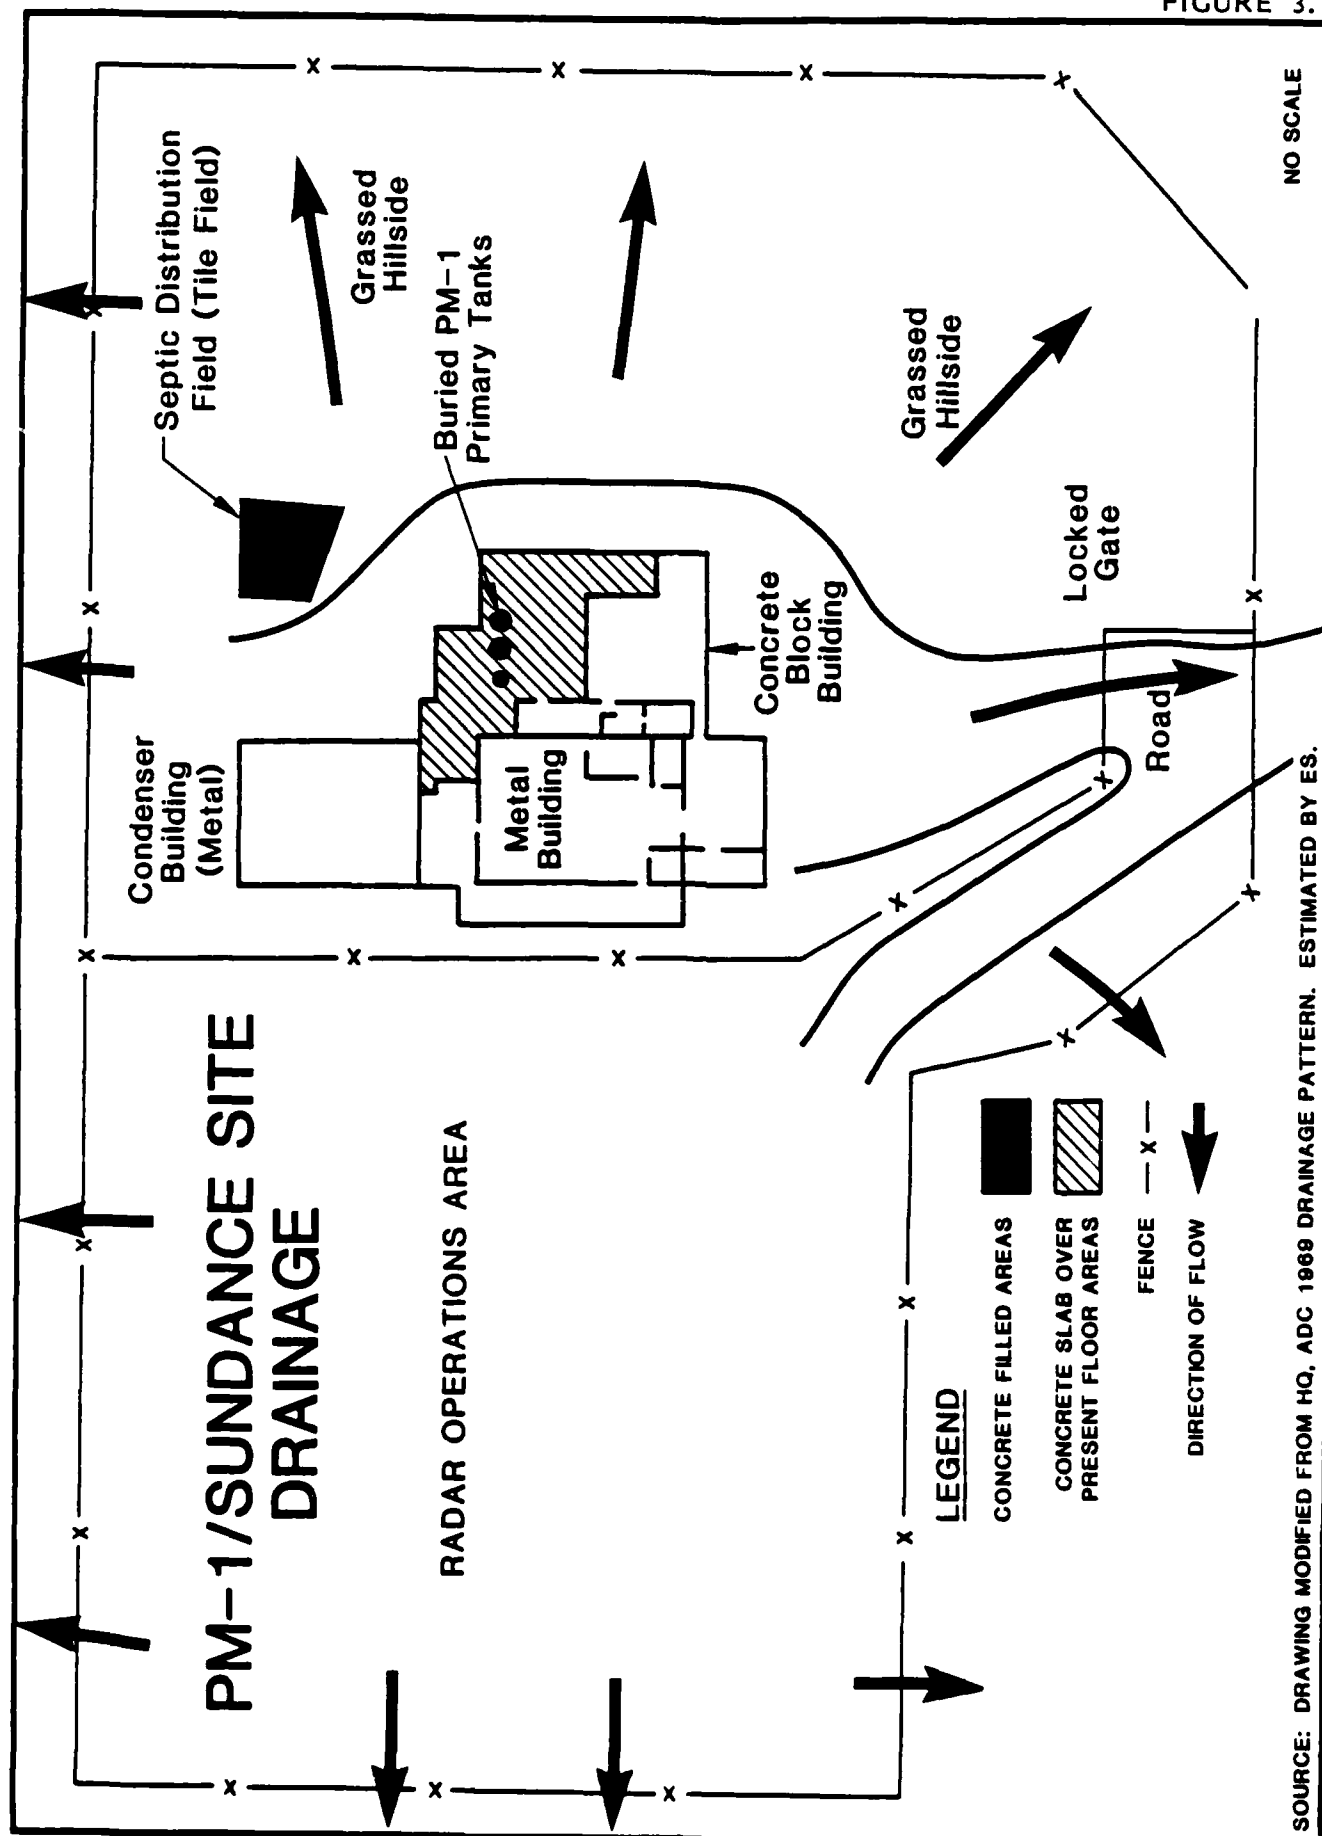 FIGURE 3.
PM-1/SUNDANCE SITE
DRAINAGE
RADAR OPERATIONS AREA
Condenser
Building
(Metal)
Septic Distribution
Field (Tile Field)
Grassed
Hillside
Buried PM-1
Primary Tanks
Metal
Building
Concrete
Block
Building
Grassed
Hillside
Locked
Gate
Road
LEGEND
CONCRETE FILLED AREAS
CONCRETE SLAB OVER
PRESENT FLOOR AREAS
FENCE
—x—
DIRECTION OF FLOW
NO SCALE
SOURCE: DRAWING MODIFIED FROM HQ, ADC 1969 DRAINAGE PATTERN. ESTIMATED BY ES.